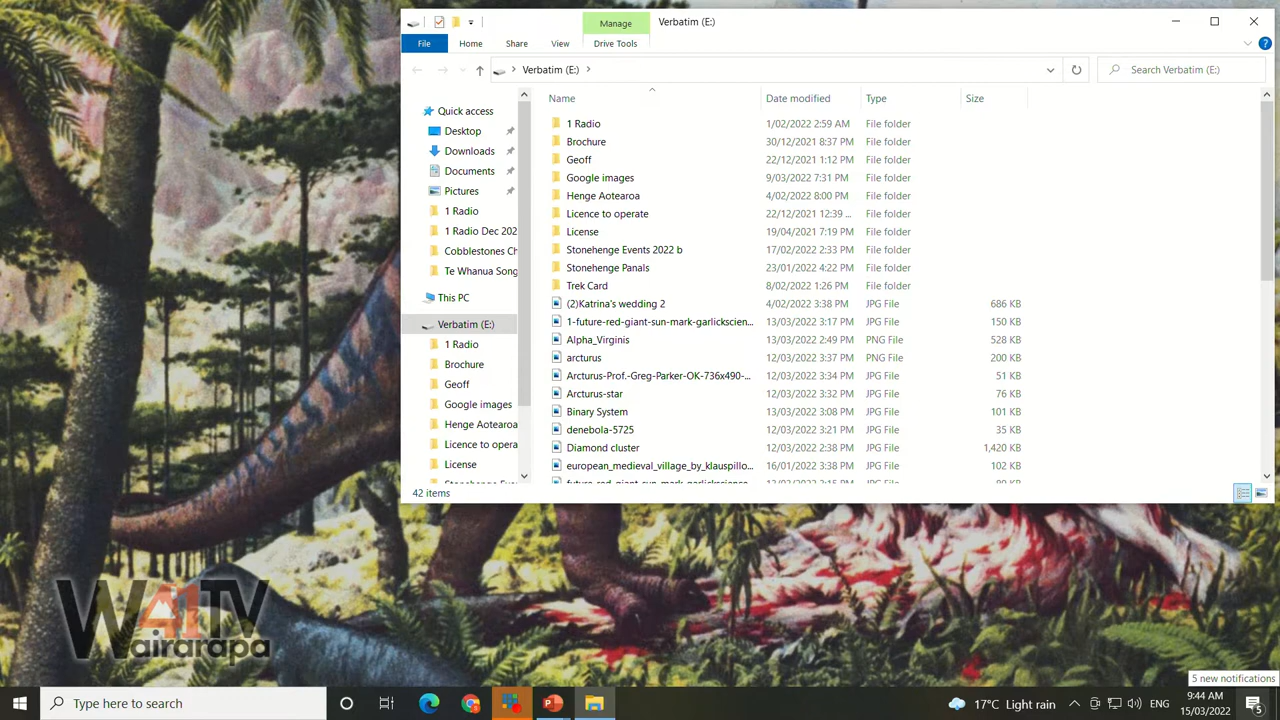 Manage
Verbatim (E:)
File
Home
Share
View
Drive Tools
Verbatim (E:)
Search Verbatim (E:)
Name
Date modified
Type
Size
Quick access
Desktop
Downloads
Documents
Pictures
1 Radio
1 Radio Dec 202
Cobblestones Ch
Te Whanua Song
This PC
Verbatim (E:)
1 Radio
Brochure
Geoff
Google images
Henge Aotearoa
Licence to opera
License
1 Radio 1/02/2022 2:59 AM File folder
Brochure 30/12/2021 8:37 PM File folder
Geoff 22/12/2021 1:12 PM File folder
Google images 9/03/2022 7:31 PM File folder
Henge Aotearoa 4/02/2022 8:00 PM File folder
Licence to operate 22/12/2021 12:39 ... File folder
License 19/04/2021 7:19 PM File folder
Stonehenge Events 2022 b 17/02/2022 2:33 PM File folder
Stonehenge Panals 23/01/2022 4:22 PM File folder
Trek Card 8/02/2022 1:26 PM File folder
(2)Katrina's wedding 2 4/02/2022 3:38 PM JPG File 686 KB
1-future-red-giant-sun-mark-garlickscien... 13/03/2022 3:17 PM JPG File 150 KB
Alpha_Virginis 13/03/2022 2:49 PM PNG File 528 KB
arcturus 12/03/2022 3:37 PM PNG File 200 KB
Arcturus-Prof.-Greg-Parker-OK-736x490-... 12/03/2022 3:34 PM JPG File 51 KB
Arcturus-star 12/03/2022 3:32 PM JPG File 76 KB
Binary System 13/03/2022 3:08 PM JPG File 101 KB
denebola-5725 12/03/2022 3:21 PM JPG File 35 KB
Diamond cluster 12/03/2022 2:38 PM JPG File 1,420 KB
european_medieval_village_by_klauspillo... 16/01/2022 3:38 PM JPG File 102 KB
42 items
WA41TV
Wairarapa
5 new notifications
Type here to search
17°C Light rain
ENG
9:44 AM
15/03/2022
5